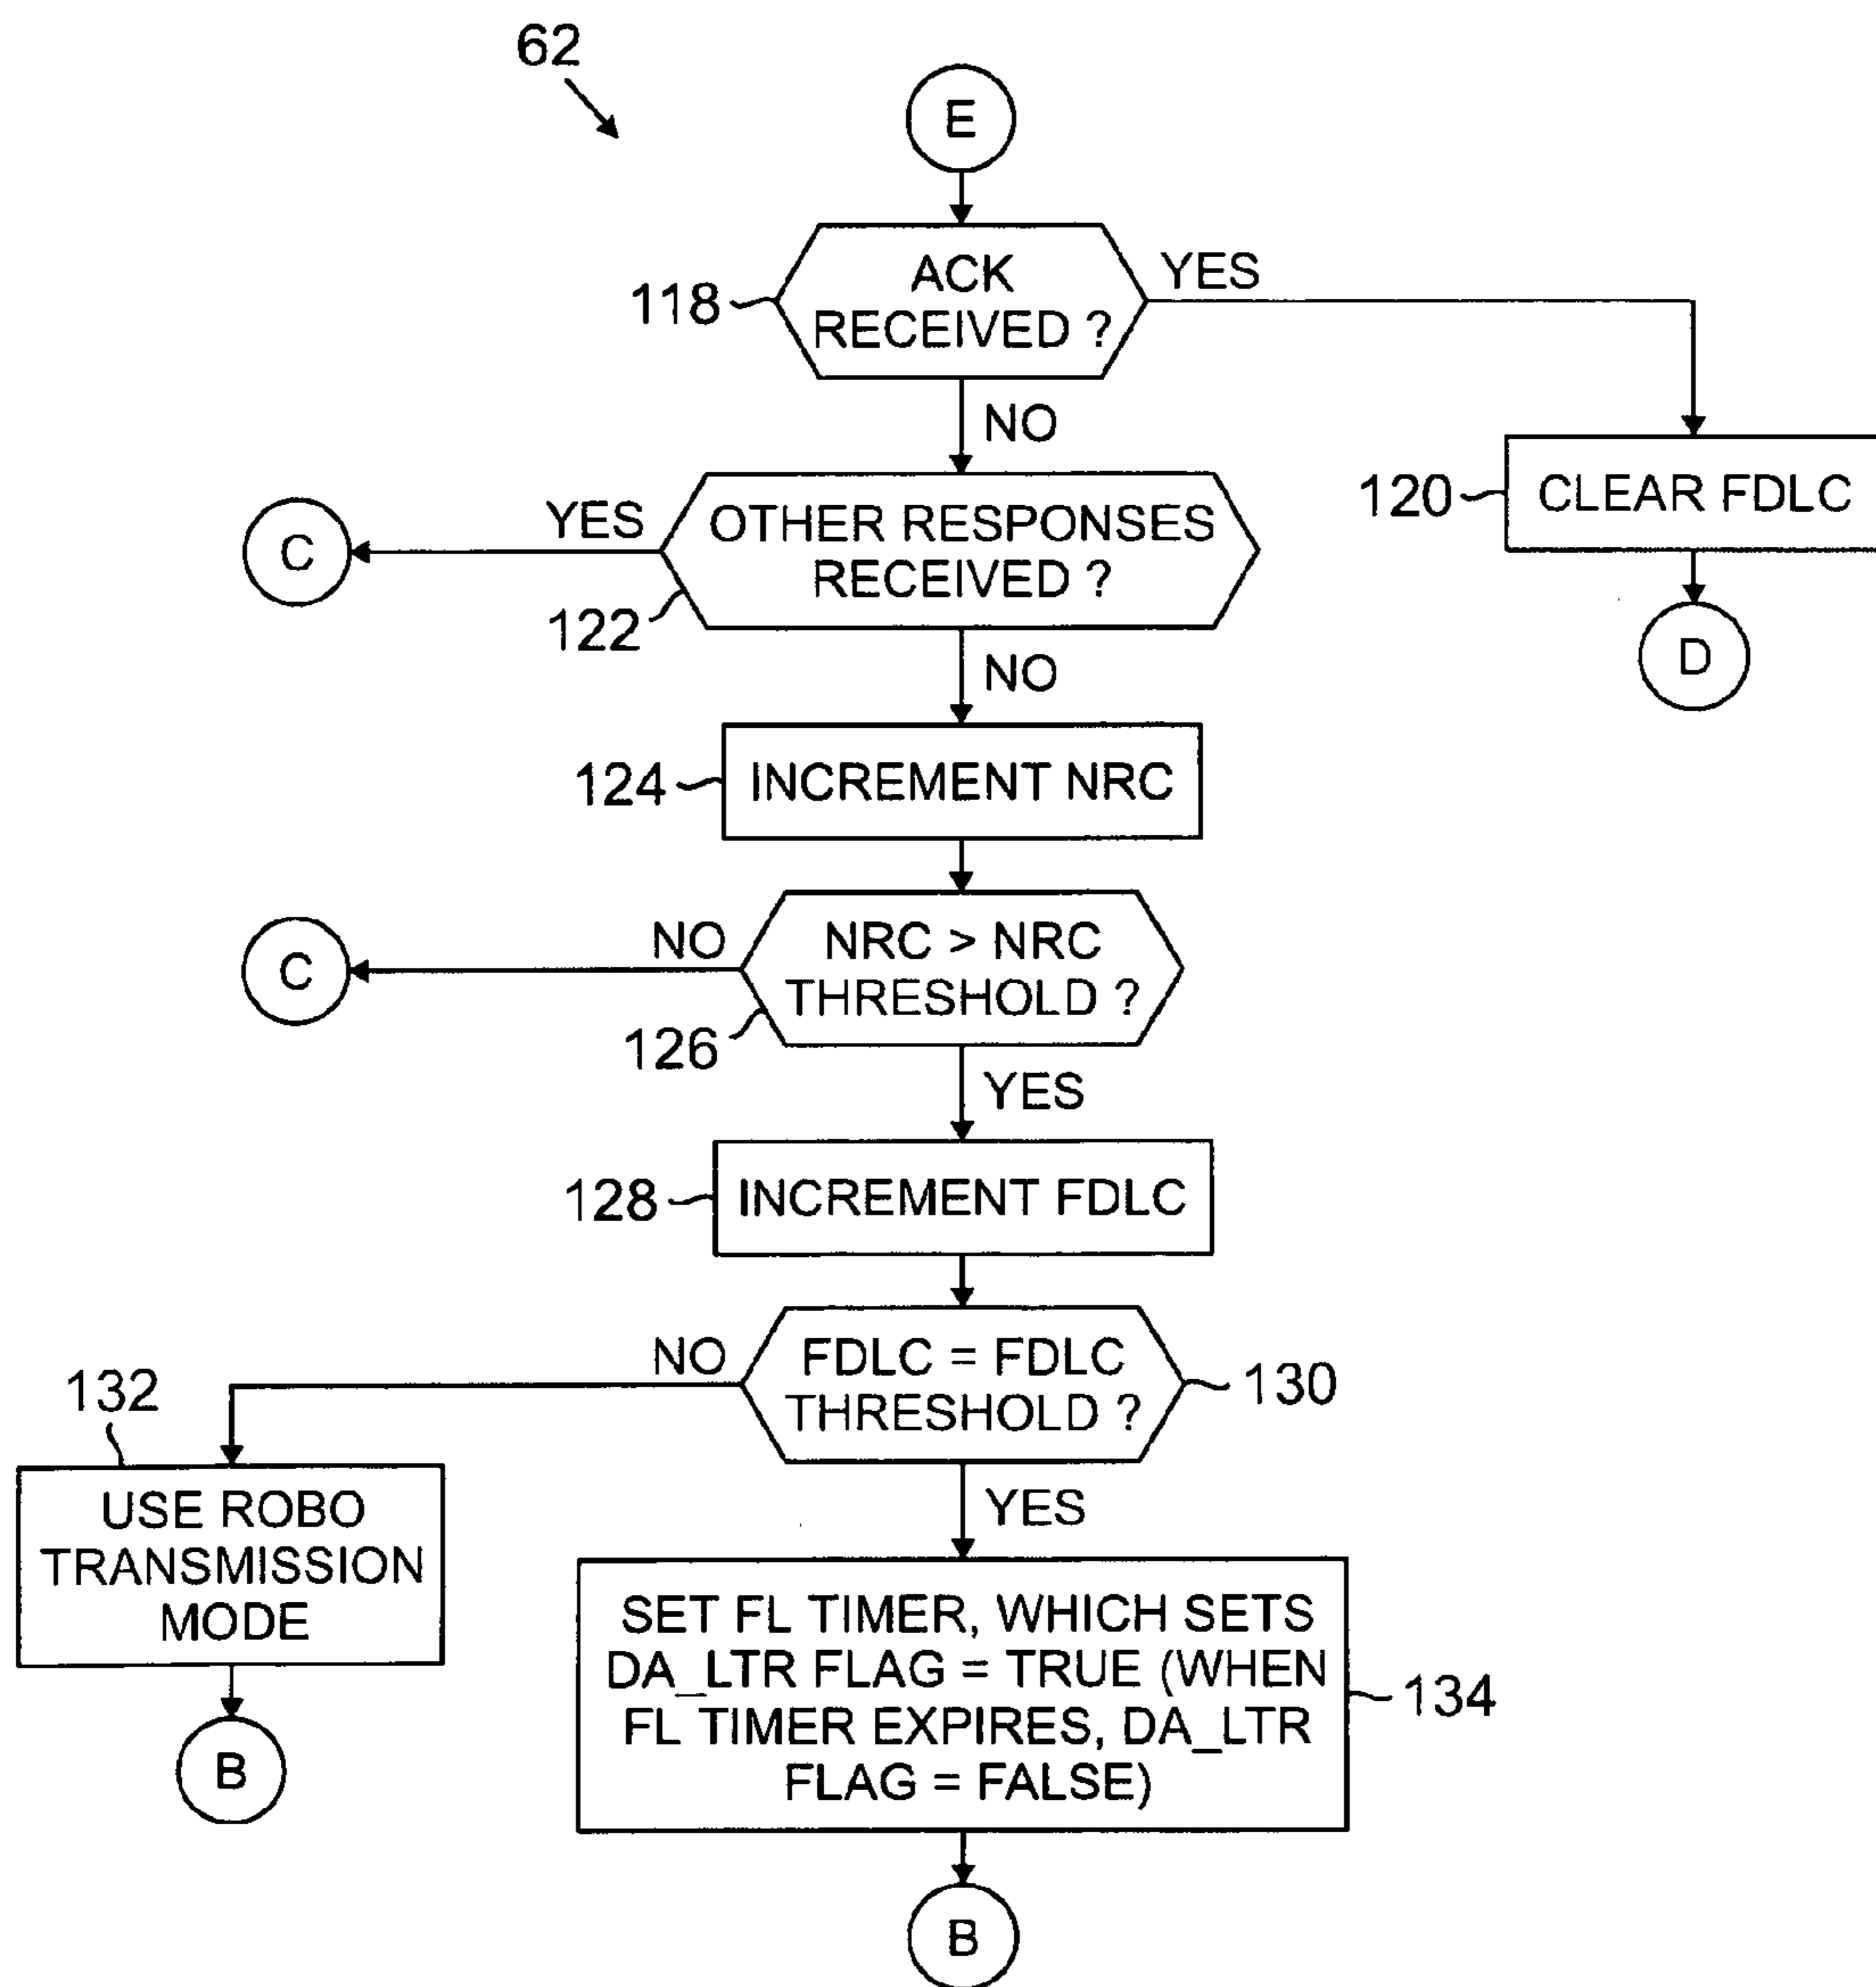 62
E
118
ACK
RECEIVED ?
YES
NO
120
CLEAR FDLC
D
C
YES
OTHER RESPONSES
RECEIVED ?
122
NO
124
INCREMENT NRC
C
NO
NRC > NRC
THRESHOLD ?
126
YES
128
INCREMENT FDLC
NO
FDLC = FDLC
THRESHOLD ?
130
132
USE ROBO
TRANSMISSION
MODE
B
YES
SET FL TIMER, WHICH SETS
DA_LTR FLAG = TRUE (WHEN
FL TIMER EXPIRES, DA_LTR
FLAG = FALSE)
134
B